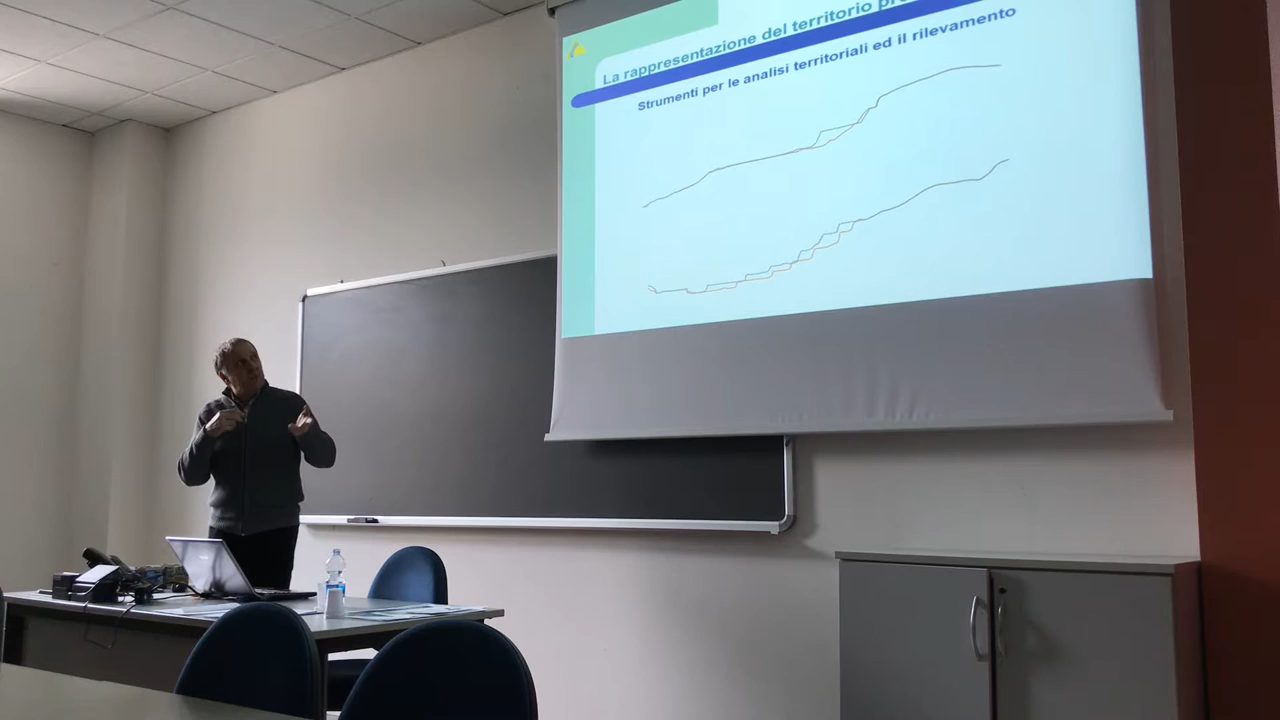 La rappresentazione del territorio
Strumenti per le analisi territoriali ed il rilevamento